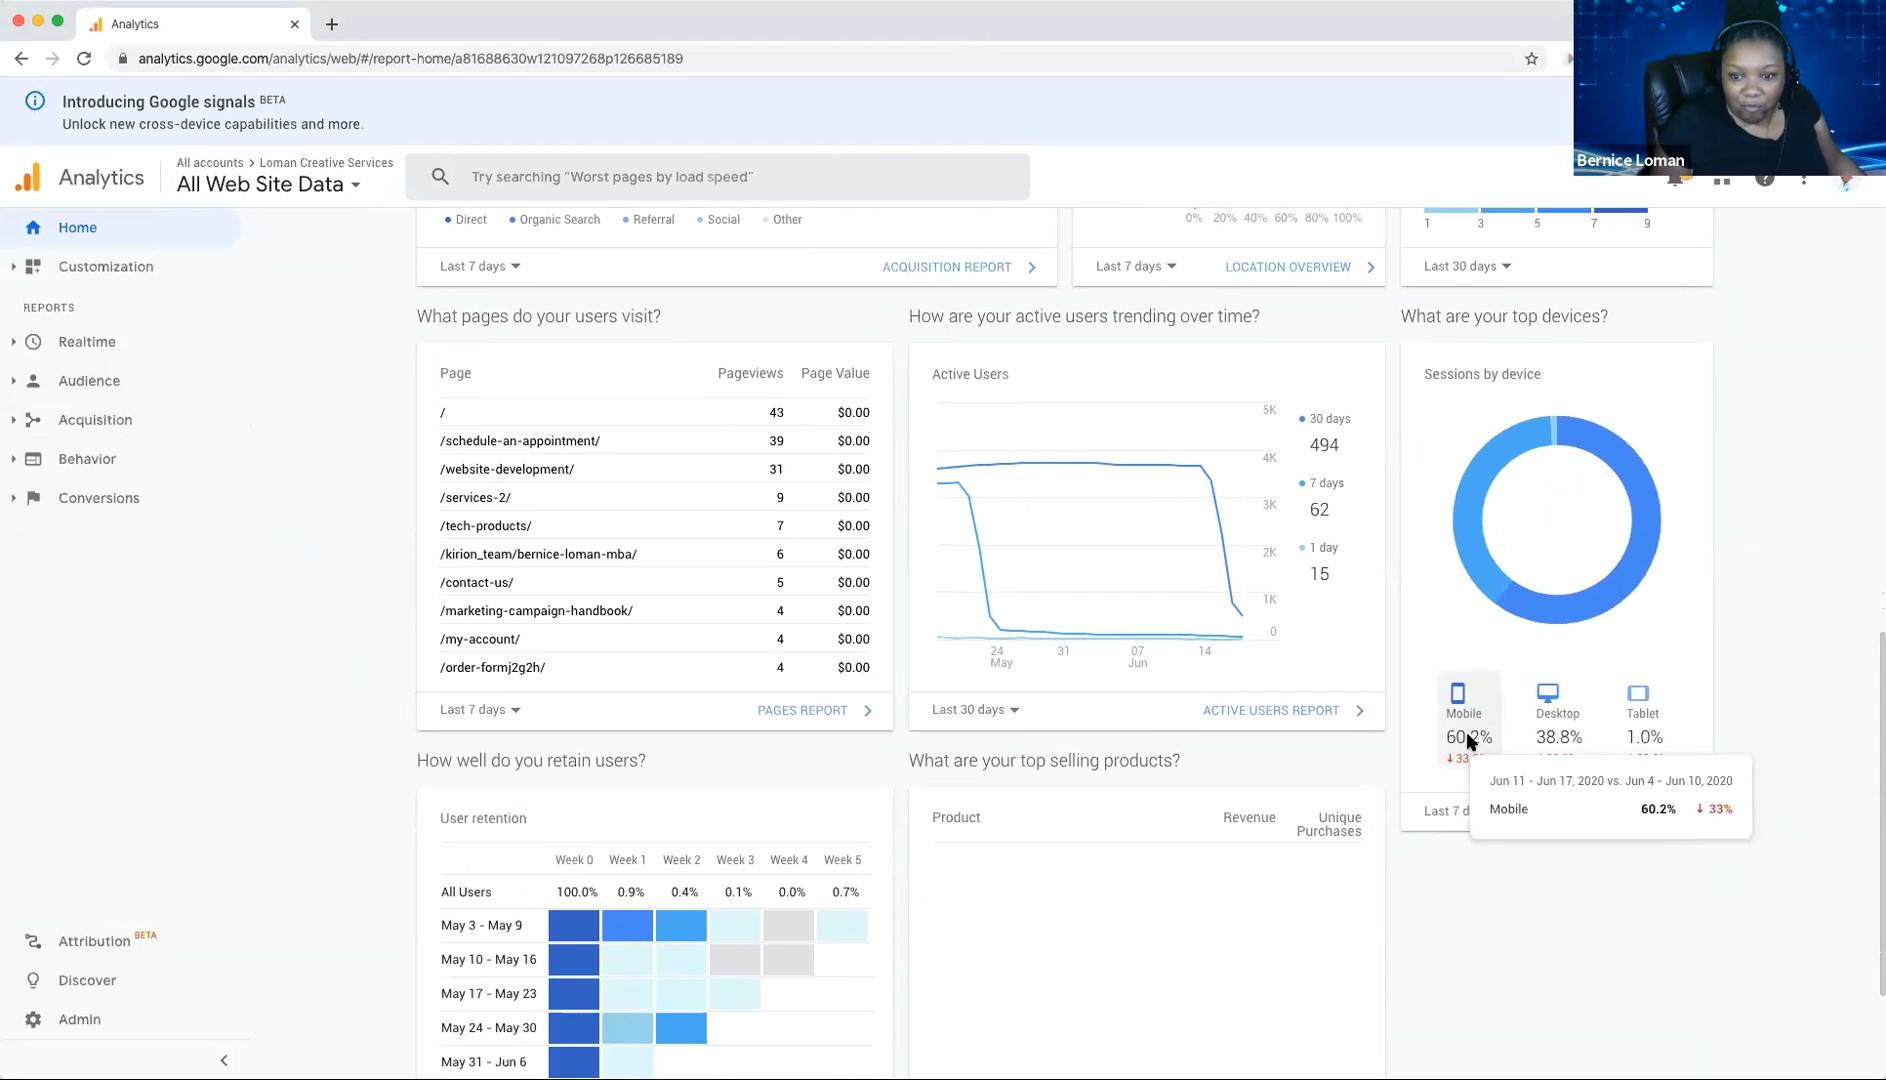 Analytics
analytics.google.com/analytics/web/#/report-home/a81688630w121097268p126685189
Introducing Google signals BETA
Unlock new cross-device capabilities and more.
Bernice Loman
Analytics
All accounts > Loman Creative Services
All Web Site Data
Try searching "Worst pages by load speed"
Home
Customization
REPORTS
Realtime
Audience
Acquisition
Behavior
Conversions
Attribution BETA
Discover
Admin
Direct Organic Search Referral Social Other
Last 7 days ACQUISITION REPORT
0% 20% 40% 60% 80% 100%
Last 7 days LOCATION OVERVIEW
1 3 5 7 9
Last 30 days
What pages do your users visit?
Page Pageviews Page Value
/ 43 $0.00
/schedule-an-appointment/ 39 $0.00
/website-development/ 31 $0.00
/services-2/ 9 $0.00
/tech-products/ 7 $0.00
/kirion_team/bernice-loman-mba/ 6 $0.00
/contact-us/ 5 $0.00
/marketing-campaign-handbook/ 4 $0.00
/my-account/ 4 $0.00
/order-formj2g2h/ 4 $0.00
Last 7 days PAGES REPORT
How are your active users trending over time?
Active Users
5K
4K
3K
2K
1K
0
24 May 31 07 Jun 14
30 days
494
7 days
62
1 day
15
Last 30 days ACTIVE USERS REPORT
What are your top devices?
Sessions by device
Mobile Desktop Tablet
60.2% 38.8% 1.0%
Jun 11 - Jun 17, 2020 vs. Jun 4 - Jun 10, 2020
Mobile 60.2% ↓ 33%
Last 7 d
How well do you retain users?
User retention
Week 0 Week 1 Week 2 Week 3 Week 4 Week 5
All Users 100.0% 0.9% 0.4% 0.1% 0.0% 0.7%
May 3 - May 9
May 10 - May 16
May 17 - May 23
May 24 - May 30
May 31 - Jun 6
What are your top selling products?
Product Revenue Unique Purchases